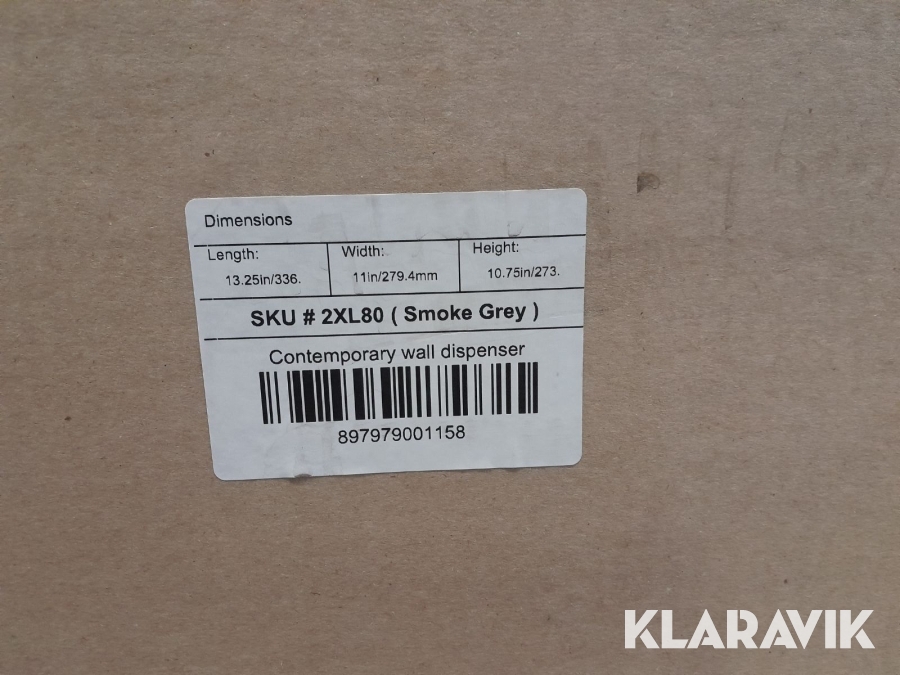 Dimensions
Length: Width: Height:
13.25in/336. 11in/279.4mm 10.75in/273.
SKU # 2XL80 ( Smoke Grey )
Contemporary wall dispenser
897979001158
KLARAVIK